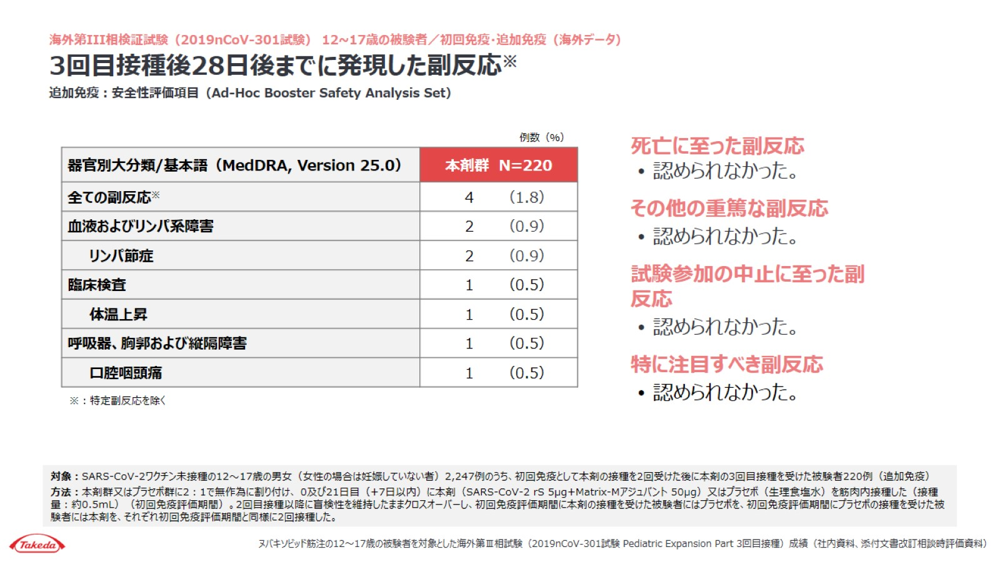 海外第III相検証試験（2019nCoV-301試験） 12~17歳の被験者／初回免疫・追加免疫（海外データ）
3回目接種後28日後までに発現した副反応※
追加免疫：安全性評価項目（Ad-Hoc Booster Safety Analysis Set）
例数（%）
器官別大分類/基本語（MedDRA, Version 25.0） 本剤群 N=220
全ての副反応※ 4 （1.8）
血液およびリンパ系障害 2 （0.9）
リンパ節症 2 （0.9）
臨床検査 1 （0.5）
体温上昇 1 （0.5）
呼吸器、胸郭および縦隔障害 1 （0.5）
口腔咽頭痛 1 （0.5）
※：特定副反応を除く
死亡に至った副反応
• 認められなかった。
その他の重篤な副反応
• 認められなかった。
試験参加の中止に至った副
反応
• 認められなかった。
特に注目すべき副反応
• 認められなかった。
対象：SARS-CoV-2ワクチン未接種の12～17歳の男女（女性の場合は妊娠していない者）2,247例のうち、初回免疫として本剤の接種を2回受けた後に本剤の3回目接種を受けた被験者220例（追加免疫）
方法：本剤群又はプラセボ群に2：1で無作為に割り付け、0及び21日目（+7日以内）に本剤（SARS-CoV-2 rS 5μg+Matrix-Mアジュバント 50μg）又はプラセボ（生理食塩水）を筋肉内接種した（接種
量：約0.5mL）（初回免疫評価期間）。2回目接種以降に盲検性を維持したままクロスオーバーし、初回免疫評価期間に本剤の接種を受けた被験者にはプラセボを、初回免疫評価期間にプラセボの接種を受けた被
験者には本剤を、それぞれ初回免疫評価期間と同様に2回接種した。
Takeda
ヌバキソビッド筋注の12～17歳の被験者を対象とした海外第Ⅲ相試験（2019nCoV-301試験 Pediatric Expansion Part 3回目接種）成績（社内資料、添付文書改訂相談時評価資料）